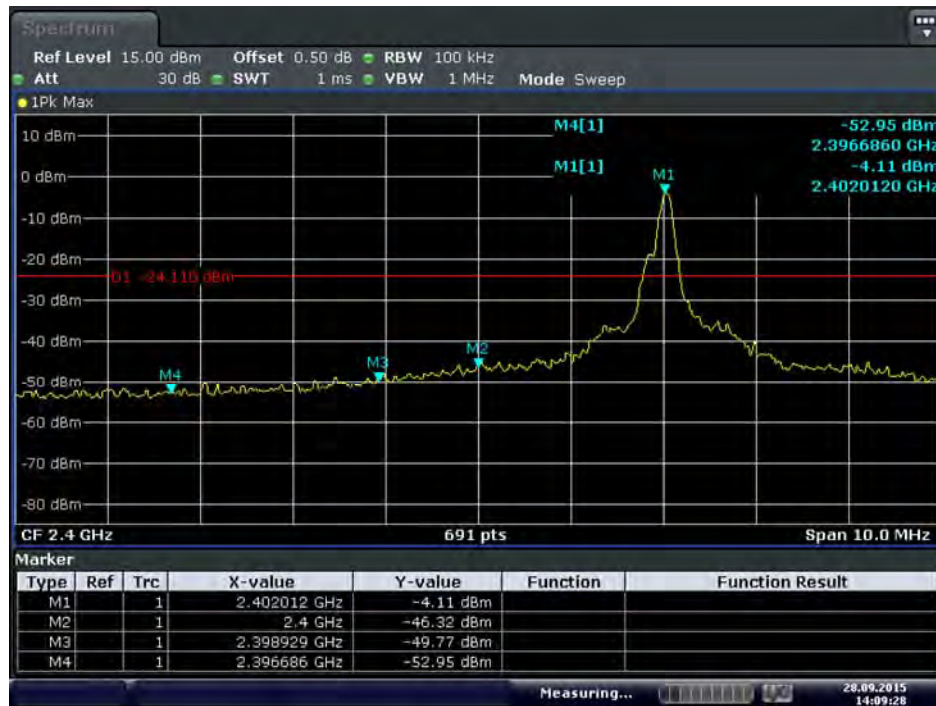 Spectrum
Ref Level 15.00 dBm Offset 0.50 dB RBW 100 kHz
Att 30 dB SWT 1 ms VBW 1 MHz Mode Sweep
1Pk Max
M4[1] -52.95 dBm
2.3966860 GHz
M1[1] -4.11 dBm
2.4020120 GHz
10 dBm
0 dBm
M1
-10 dBm
-20 dBm
D1 -24.110 dBm
-30 dBm
-40 dBm
M2
M3
M4
-50 dBm
-60 dBm
-70 dBm
-80 dBm
CF 2.4 GHz 691 pts Span 10.0 MHz
Marker
Type Ref Trc X-value Y-value Function Function Result
M1 1 2.402012 GHz -4.11 dBm
M2 1 2.4 GHz -46.32 dBm
M3 1 2.398929 GHz -49.77 dBm
M4 1 2.396686 GHz -52.95 dBm
Measuring... 28.09.2015
14:09:28